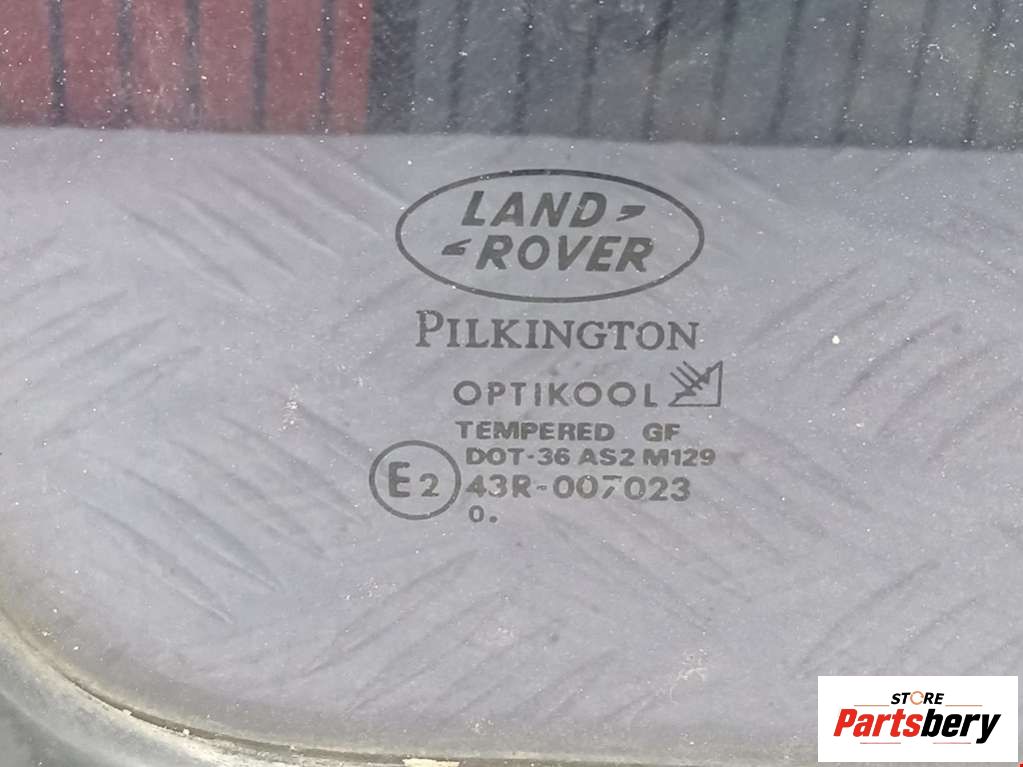 LAND
ROVER
PILKINGTON
OPTIKOOL
TEMPERED GF
DOT-36 AS2 M129
E2
43R-007023
0.
STORE
Partsbery